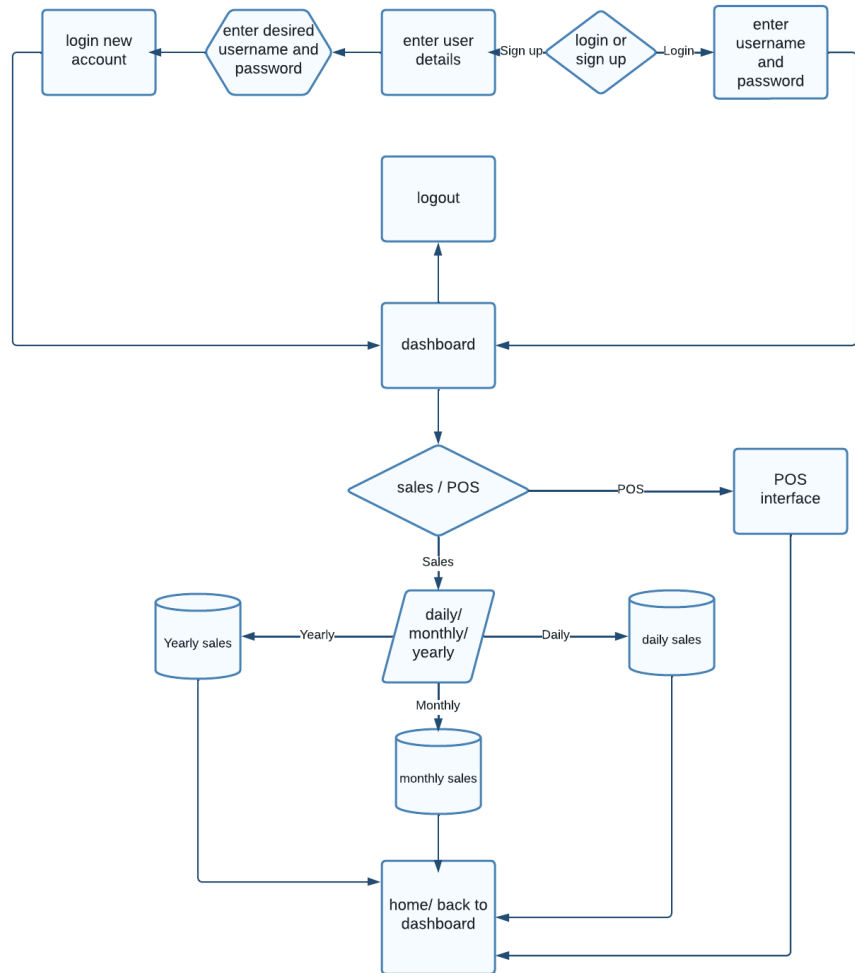 login new
account
enter desired
username and
password
enter user
details
Sign up
login or
sign up
Login
enter
username
and
password
logout
dashboard
sales / POS
POS
POS
interface
Sales
Yearly sales
Yearly
daily/
monthly/
yearly
Daily
daily sales
Monthly
monthly sales
home/ back to
dashboard